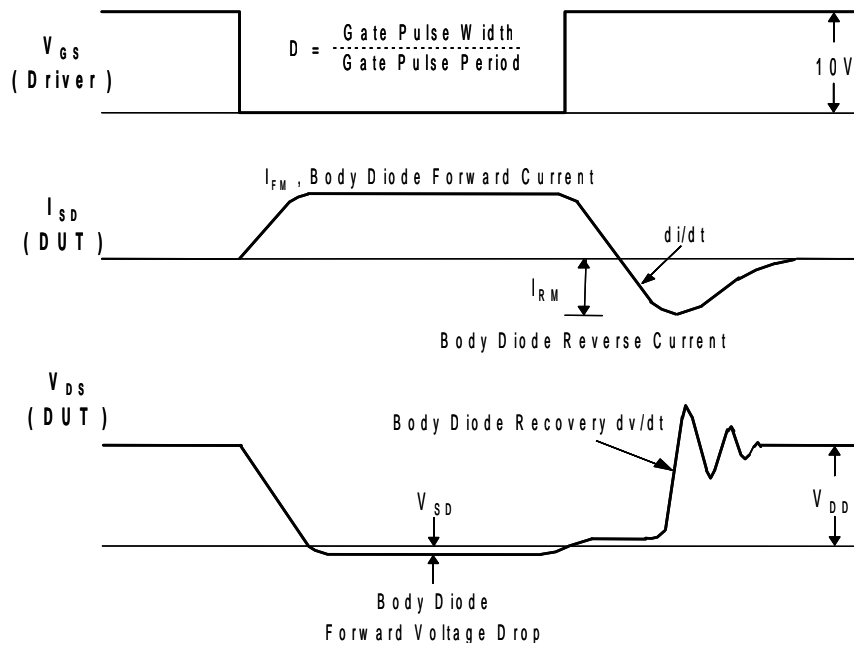 V GS
( Driver)
D = Gate Pulse Width
Gate Pulse Period
10V
I FM , Body Diode Forward Current
I SD
( DUT )
di/dt
I RM
Body Diode Reverse Current
V DS
( DUT )
Body Diode Recovery dv/dt
V SD
V DD
Body Diode
Forward Voltage Drop